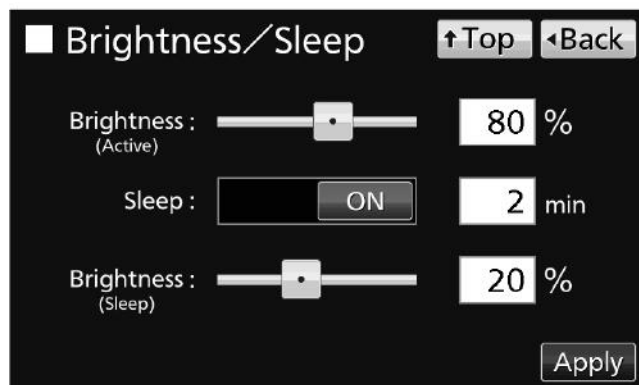 Brightness／Sleep ↑Top ◂Back
Brightness : 80 %
(Active)
Sleep : ON 2 min
Brightness : 20 %
(Sleep)
Apply